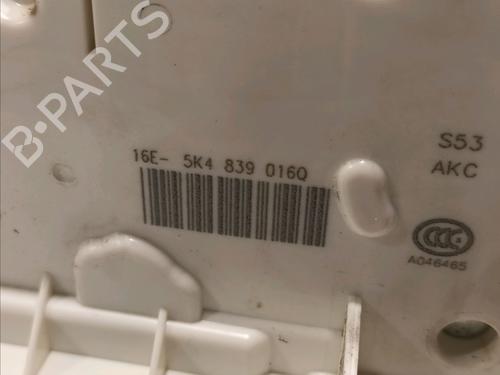 B-PARTS
16E- 5K4 839 016Q
S53
AKC
CCC
A046465